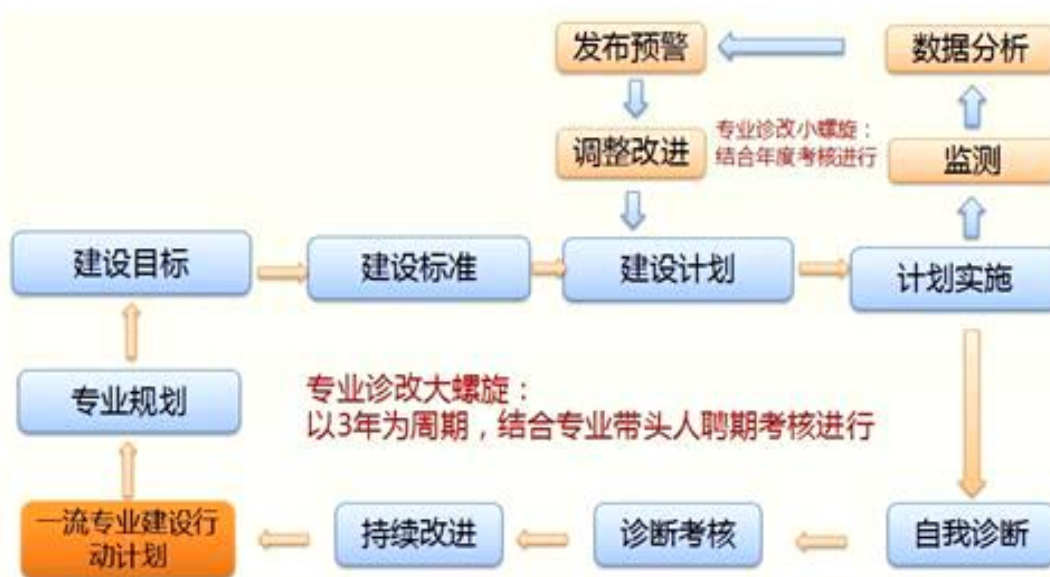 发布预警
数据分析
调整改进
专业诊改小螺旋：
结合年度考核进行
监测
建设目标
建设标准
建设计划
计划实施
专业规划
专业诊改大螺旋：
以3年为周期，结合专业带头人聘期考核进行
一流专业建设行
动计划
持续改进
诊断考核
自我诊断